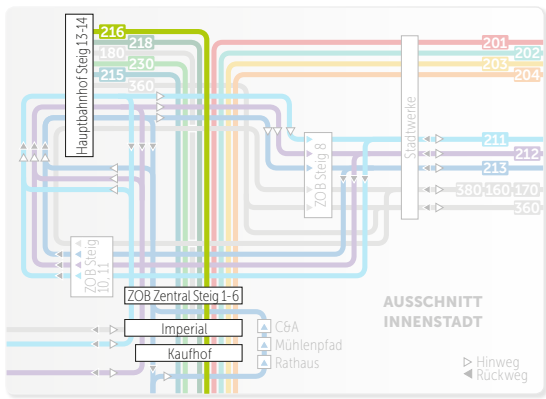 Hauptbahnhof Steig 13-14
216
218
180
230
215
360
201
202
203
204
Stadtwerke
ZOB Steig 8
211
212
213
380 160 170
360
ZOB Steig
10, 11
ZOB Zentral Steig 1-6
Imperial
Kaufhof
C&A
Mühlenpfad
Rathaus
AUSSCHNITT
INNENSTADT
Hinweg
Rückweg